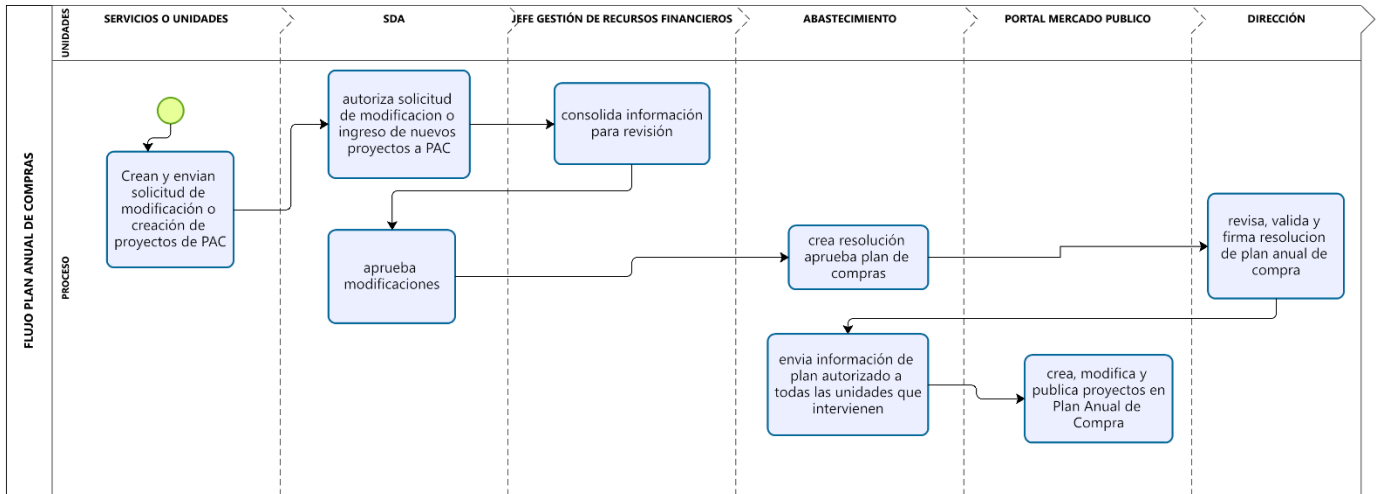 FLUJO PLAN ANUAL DE COMPRAS
UNIDADES
SERVICIOS O UNIDADES
SDA
JEFE GESTIÓN DE RECURSOS FINANCIEROS
ABASTECIMIENTO
PORTAL MERCADO PUBLICO
DIRECCIÓN
PROCESO
Crean y envian
solicitud de
modificación o
creación de
proyectos de PAC
autoriza solicitud
de modificacion o
ingreso de nuevos
proyectos a PAC
consolida información
para revisión
aprueba
modificaciones
crea resolución
aprueba plan de
compras
revisa, valida y
firma resolucion
de plan anual de
compra
envia información de
plan autorizado a
todas las unidades que
intervienen
crea, modifica y
publica proyectos en
Plan Anual de
Compra